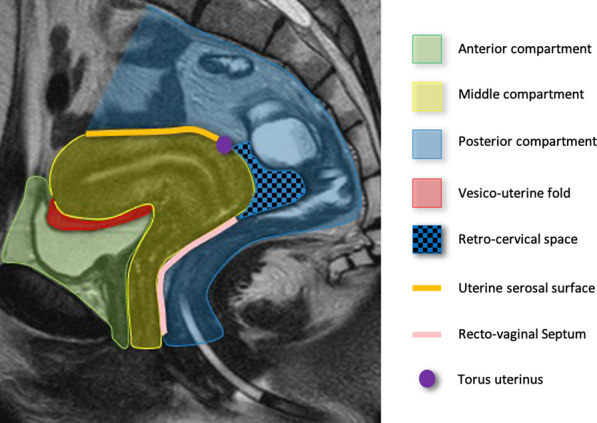 Anterior compartment
Middle compartment
Posterior compartment
Vesico-uterine fold
Retro-cervical space
Uterine serosal surface
Recto-vaginal Septum
Torus uterinus